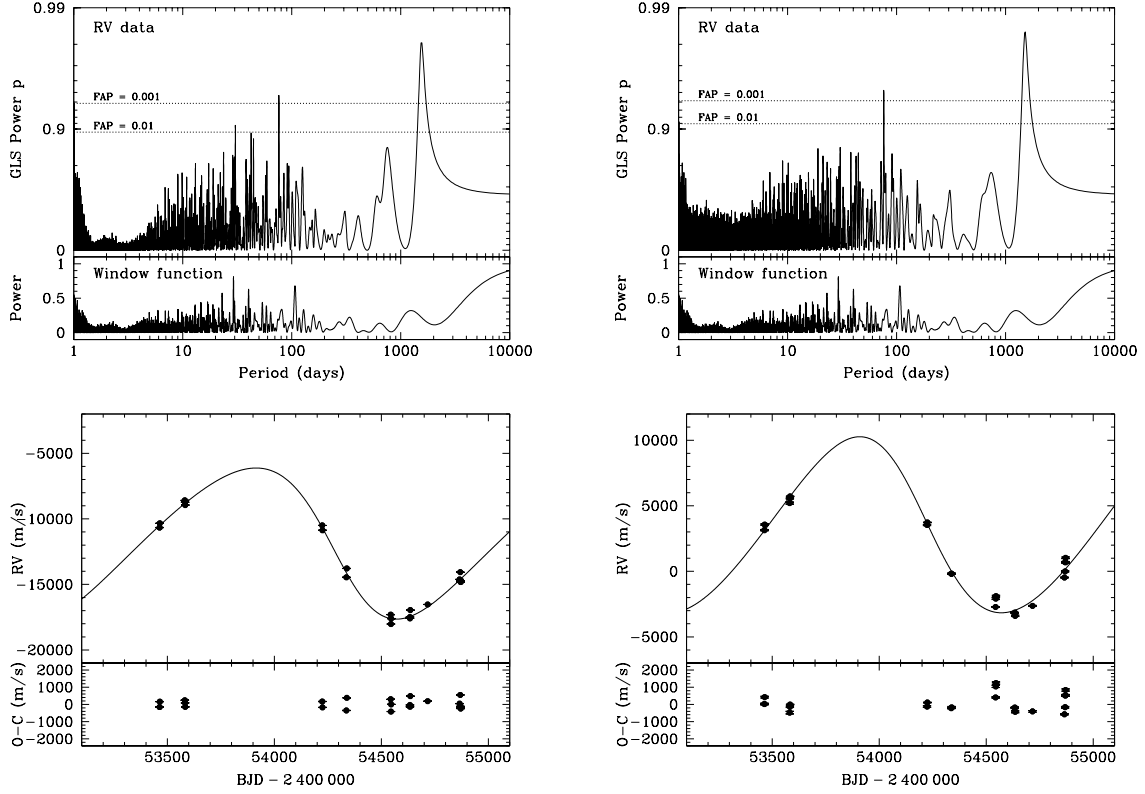 0.99
RV data
FAP = 0.001
FAP = 0.01
0.9
0
GLS Power p
1
Window function
0.5
0
Power
1 10 100 1000 10000
Period (days)
0.99
RV data
FAP = 0.001
FAP = 0.01
0.9
0
GLS Power p
1
Window function
0.5
0
Power
1 10 100 1000 10000
Period (days)
−5000
−10000
−15000
−20000
RV (m/s)
2000
1000
0
−1000
−2000
O−C (m/s)
53500 54000 54500 55000
BJD − 2 400 000
10000
5000
0
−5000
RV (m/s)
2000
1000
0
−1000
−2000
O−C (m/s)
53500 54000 54500 55000
BJD − 2 400 000